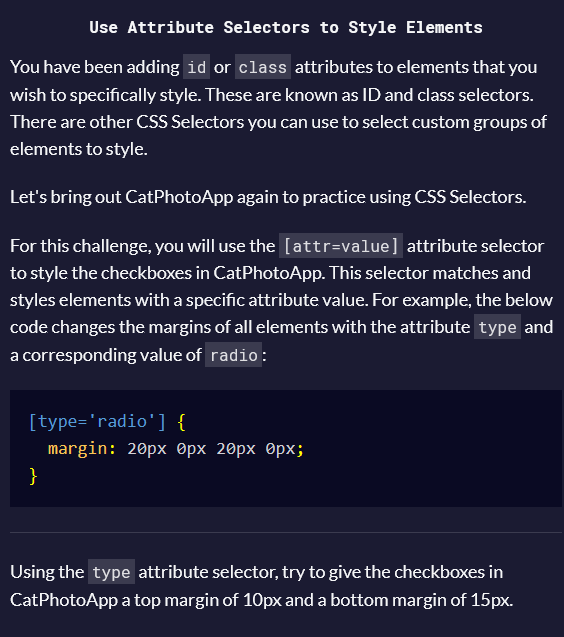 Use Attribute Selectors to Style Elements
You have been adding id or class attributes to elements that you
wish to specifically style. These are known as ID and class selectors.
There are other CSS Selectors you can use to select custom groups of
elements to style.
Let's bring out CatPhotoApp again to practice using CSS Selectors.
For this challenge, you will use the [attr=value] attribute selector
to style the checkboxes in CatPhotoApp. This selector matches and
styles elements with a specific attribute value. For example, the below
code changes the margins of all elements with the attribute type and
a corresponding value of radio:
[type='radio'] {
  margin: 20px 0px 20px 0px;
}
Using the type attribute selector, try to give the checkboxes in
CatPhotoApp a top margin of 10px and a bottom margin of 15px.